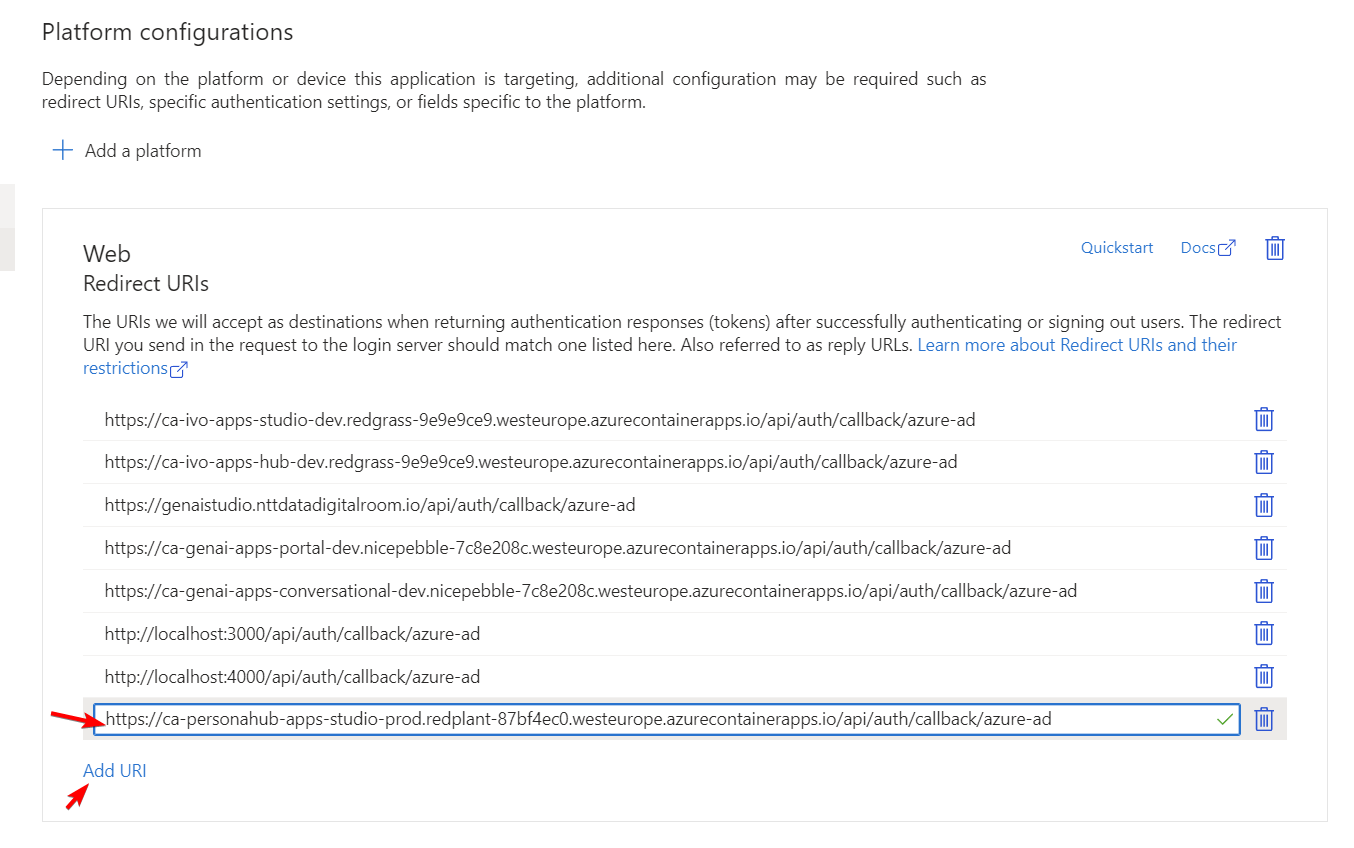 Platform configurations
Depending on the platform or device this application is targeting, additional configuration may be required such as
redirect URIs, specific authentication settings, or fields specific to the platform.
Add a platform
Web
Quickstart
Docs
Redirect URIs
The URIs we will accept as destinations when returning authentication responses (tokens) after successfully authenticating or signing out users. The redirect
URI you send in the request to the login server should match one listed here. Also referred to as reply URLs. Learn more about Redirect URIs and their
restrictions
https://ca-ivo-apps-studio-dev.redgrass-9e9e9ce9.westeurope.azurecontainerapps.io/api/auth/callback/azure-ad
https://ca-ivo-apps-hub-dev.redgrass-9e9e9ce9.westeurope.azurecontainerapps.io/api/auth/callback/azure-ad
https://genaistudio.nttdatadigitalroom.io/api/auth/callback/azure-ad
https://ca-genai-apps-portal-dev.nicepebble-7c8e208c.westeurope.azurecontainerapps.io/api/auth/callback/azure-ad
https://ca-genai-apps-conversational-dev.nicepebble-7c8e208c.westeurope.azurecontainerapps.io/api/auth/callback/azure-ad
http://localhost:3000/api/auth/callback/azure-ad
http://localhost:4000/api/auth/callback/azure-ad
https://ca-personahub-apps-studio-prod.redplant-87bf4ec0.westeurope.azurecontainerapps.io/api/auth/callback/azure-ad
Add URI